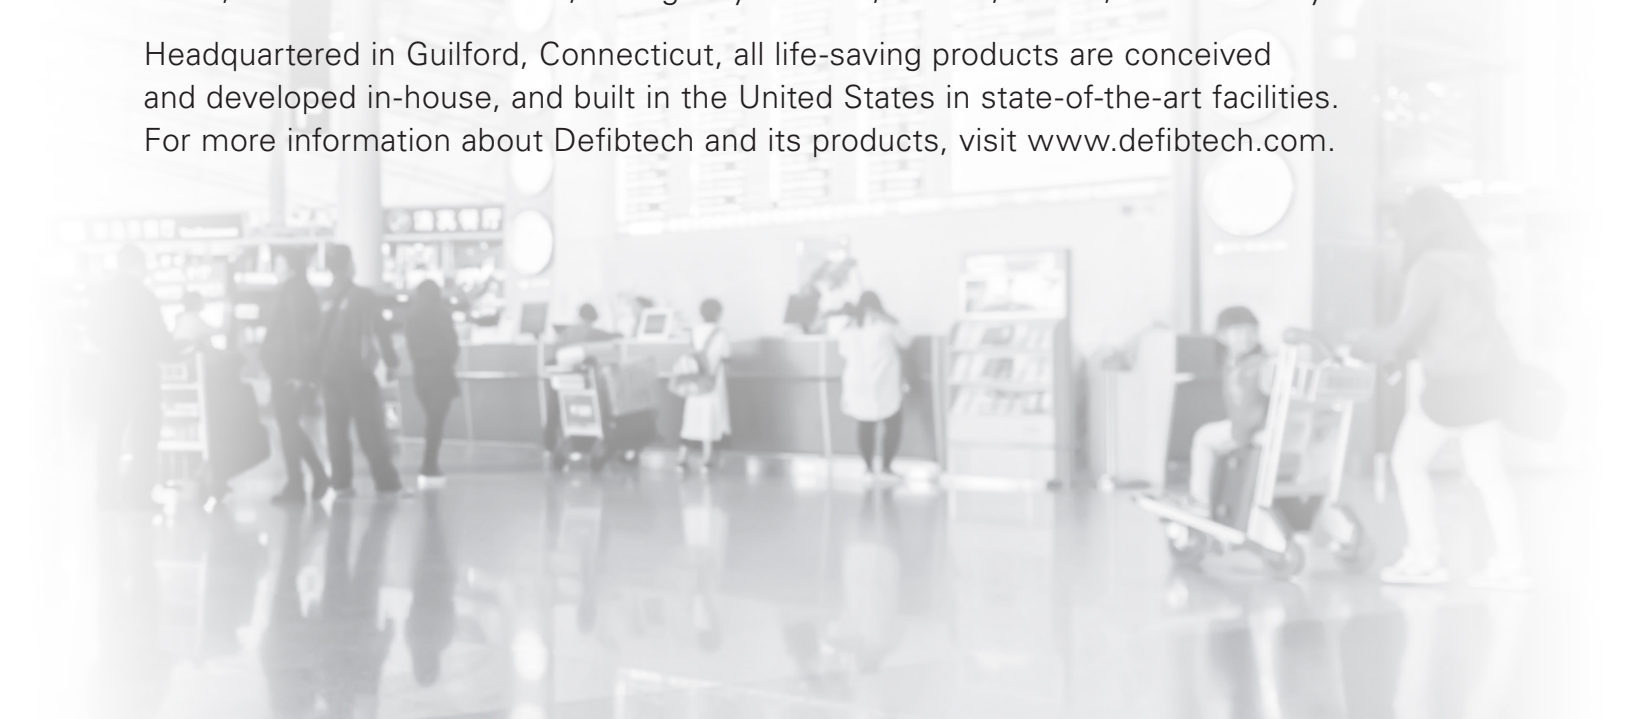 Headquartered in Guilford, Connecticut, all life-saving products are conceived
and developed in-house, and built in the United States in state-of-the-art facilities.
For more information about Defibtech and its products, visit www.defibtech.com.